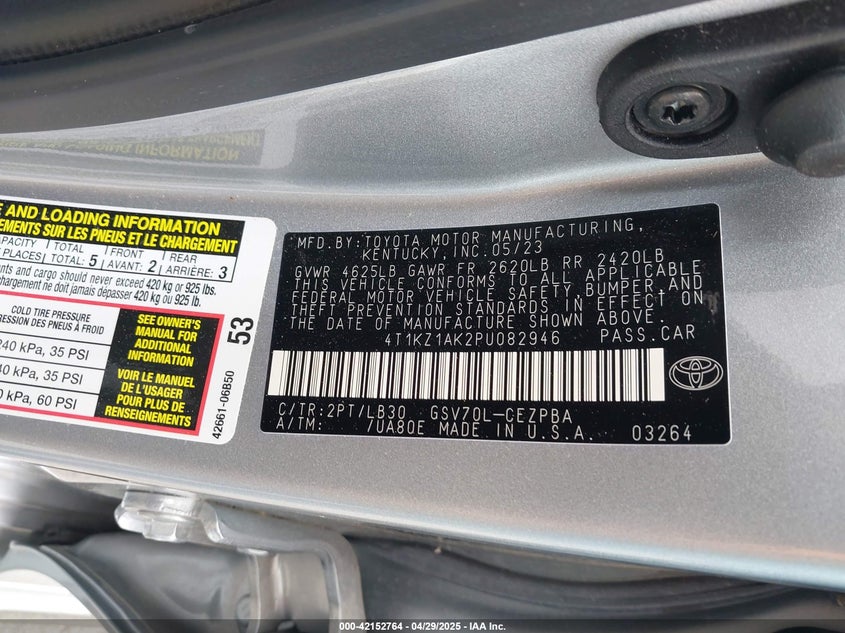 E AND LOADING INFORMATION
EMENTS SUR LES PNEUS ET LE CHARGEMENT
CAPACITY TOTAL FRONT REAR
PLACES TOTAL: 5 AVANT: 2 ARRIÈRE: 3
nts and cargo should never exceed 420 kg or 925 lbs.
chargement ne doit jamais dépasser 420 kg ou 925 lb.
COLD TIRE PRESSURE
ESSION DES PNEUS À FROID
240 kPa, 35 PSI
40 kPa, 35 PSI
0 kPa, 60 PSI
SEE OWNER'S
MANUAL FOR
ADDITIONAL
INFORMATION
VOIR LE MANUEL
DE L'USAGER
POUR PLUS DE
RENSEIGNEMENTS
53
42661-06B50
MFD.BY:TOYOTA MOTOR MANUFACTURING,
KENTUCKY, INC.05/23
GVWR 4625LB GAWR FR 2620LB RR 2420LB
THIS VEHICLE CONFORMS TO ALL APPLICABLE
FEDERAL MOTOR VEHICLE SAFETY, BUMPER,AND
THEFT PREVENTION STANDARDS IN EFFECT ON
THE DATE OF MANUFACTURE SHOWN ABOVE.
4T1KZ1AK2PU082946 PASS.CAR
C/TR:2PT/LB30 GSV70L-CEZPBA
A/TM: 7UA80E MADE IN U.S.A. 03264
000-42152764 | 04/29/2025 - IAA Inc.